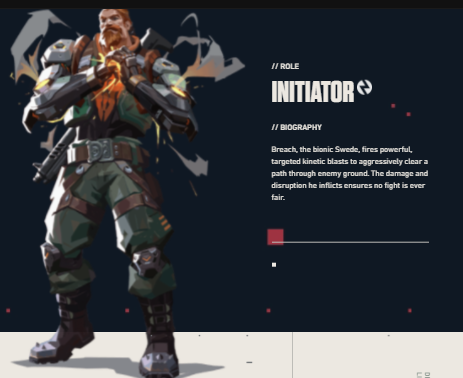 // ROLE
INITIATOR
// BIOGRAPHY
Breach, the bionic Swede, fires powerful,
targeted kinetic blasts to aggressively clear a
path through enemy ground. The damage and
disruption he inflicts ensures no fight is ever
fair.